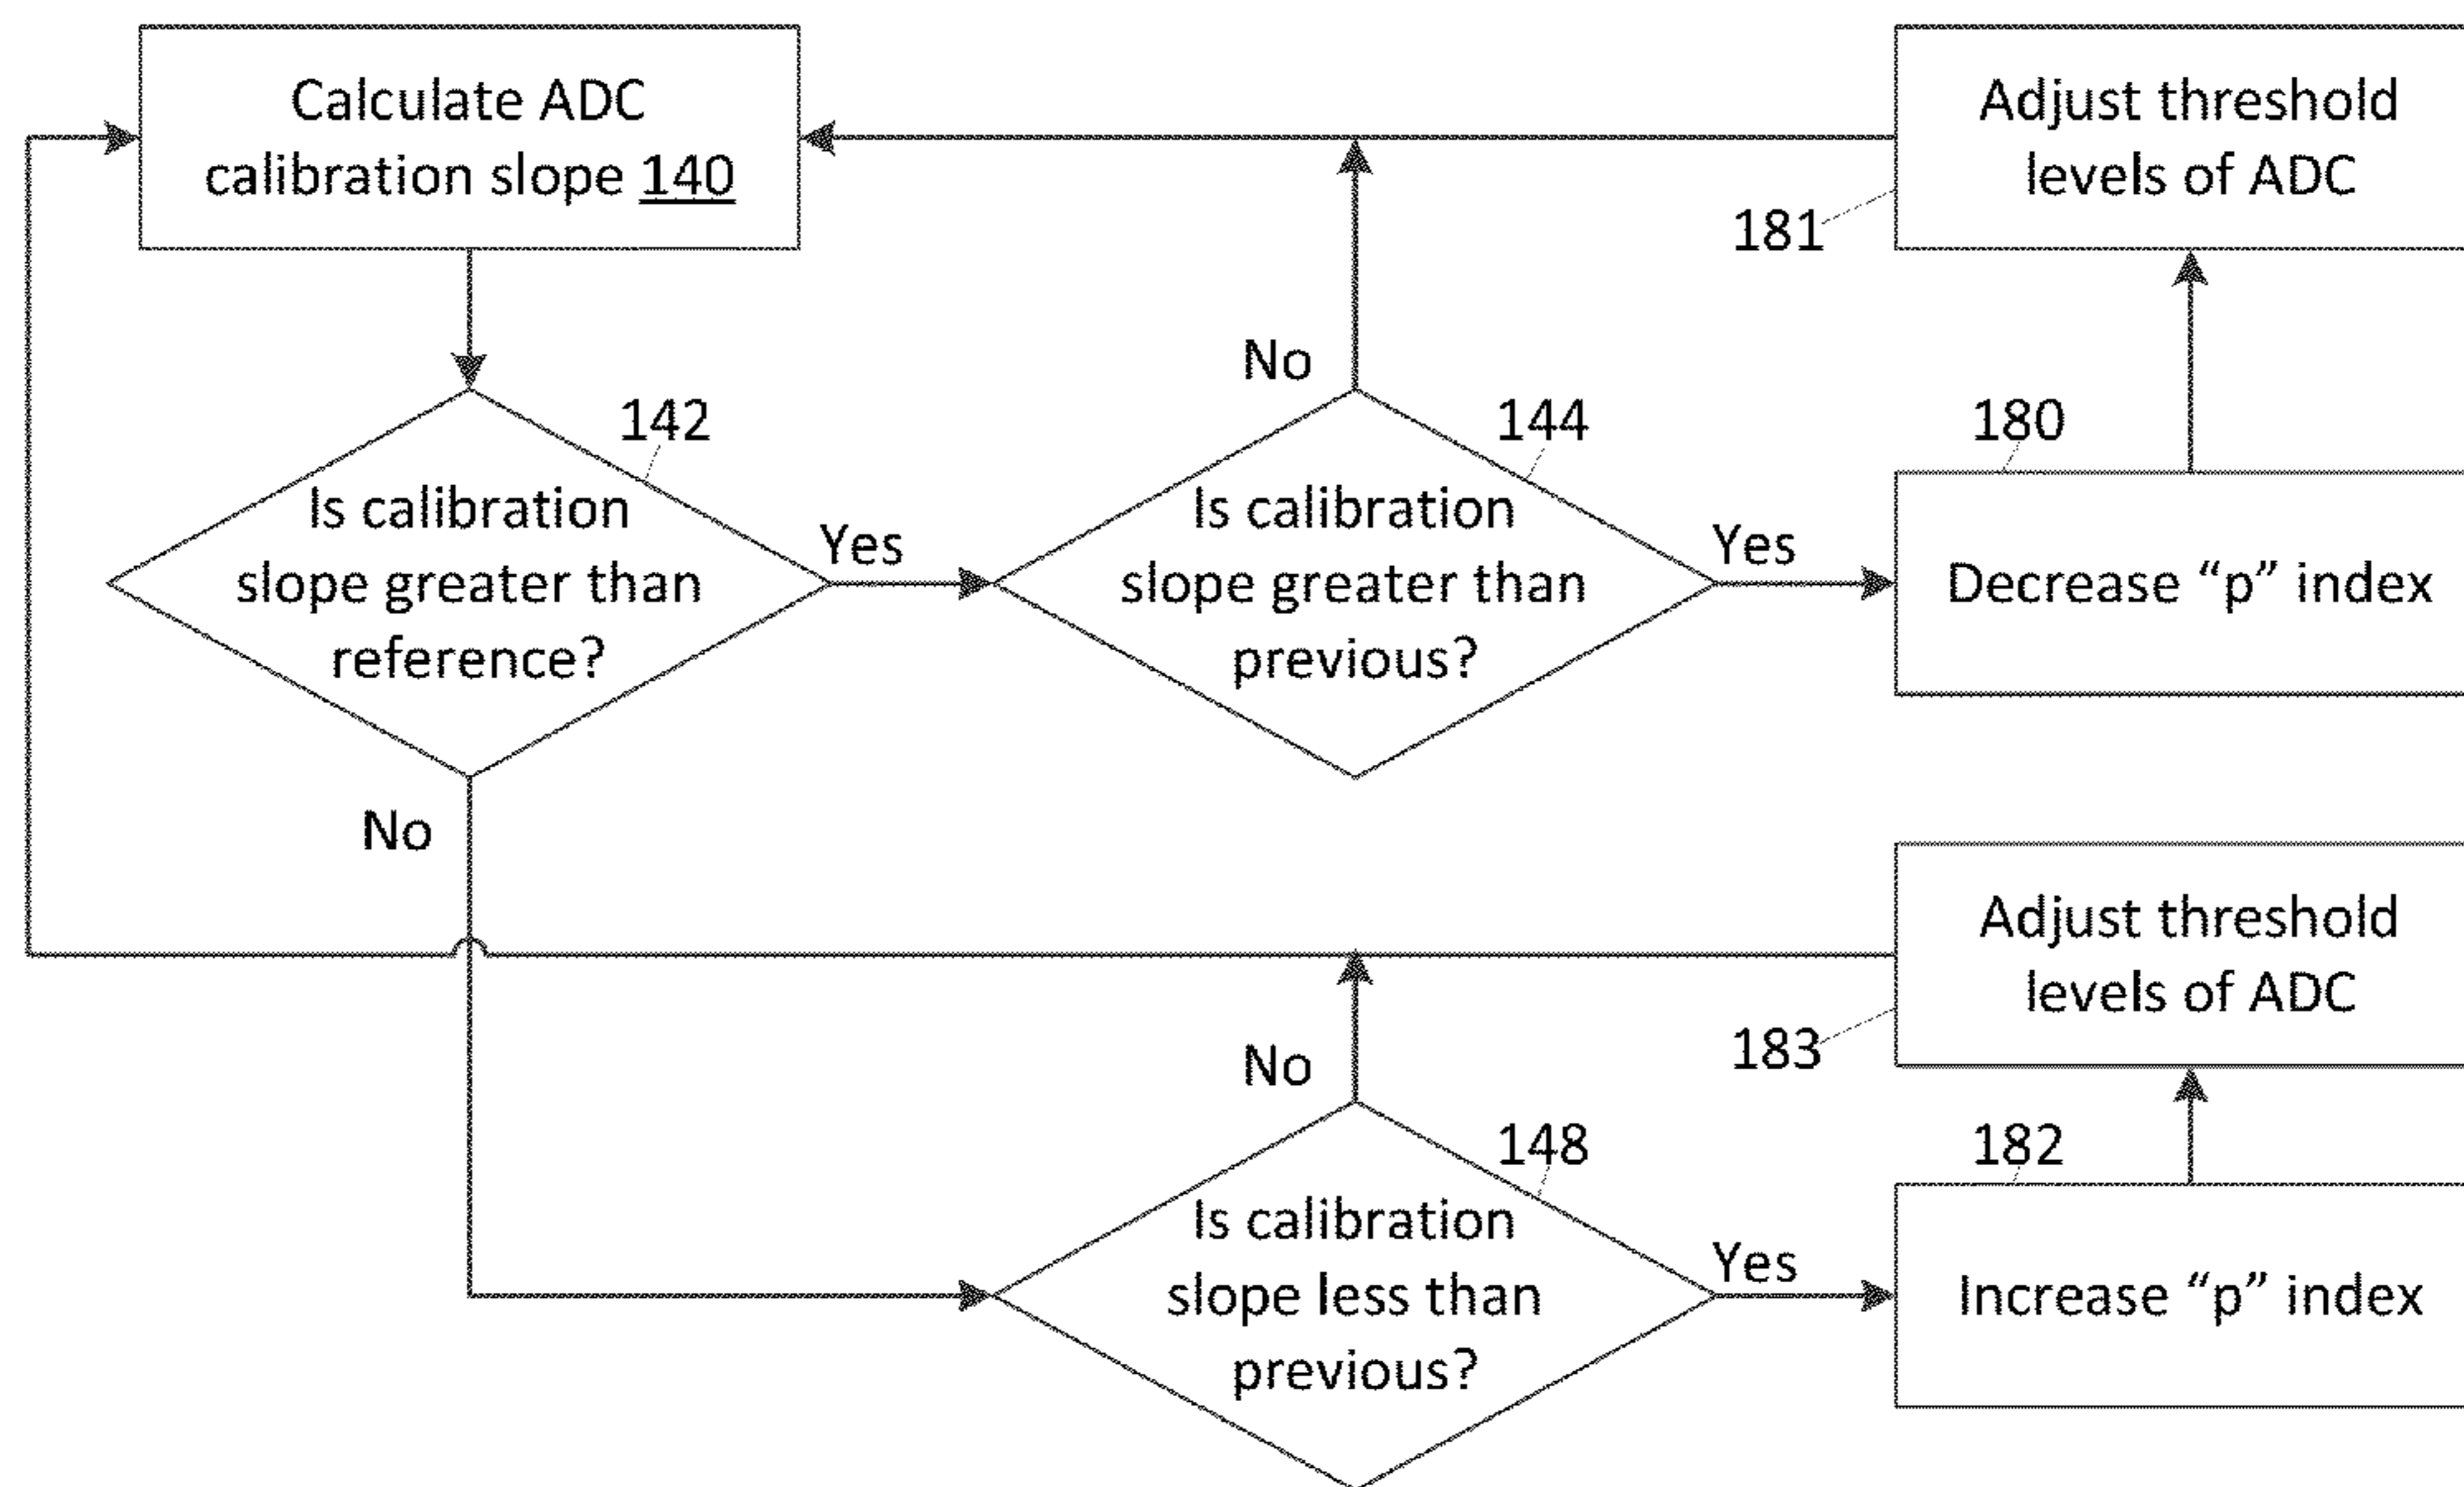 Calculate ADC
calibration slope 140
Adjust threshold
levels of ADC
181
No
142
Is calibration
slope greater than
reference?
Yes
144
Is calibration
slope greater than
previous?
Yes
180
Decrease “p” index
No
Adjust threshold
levels of ADC
183
No
148
Is calibration
slope less than
previous?
Yes
182
Increase “p” index